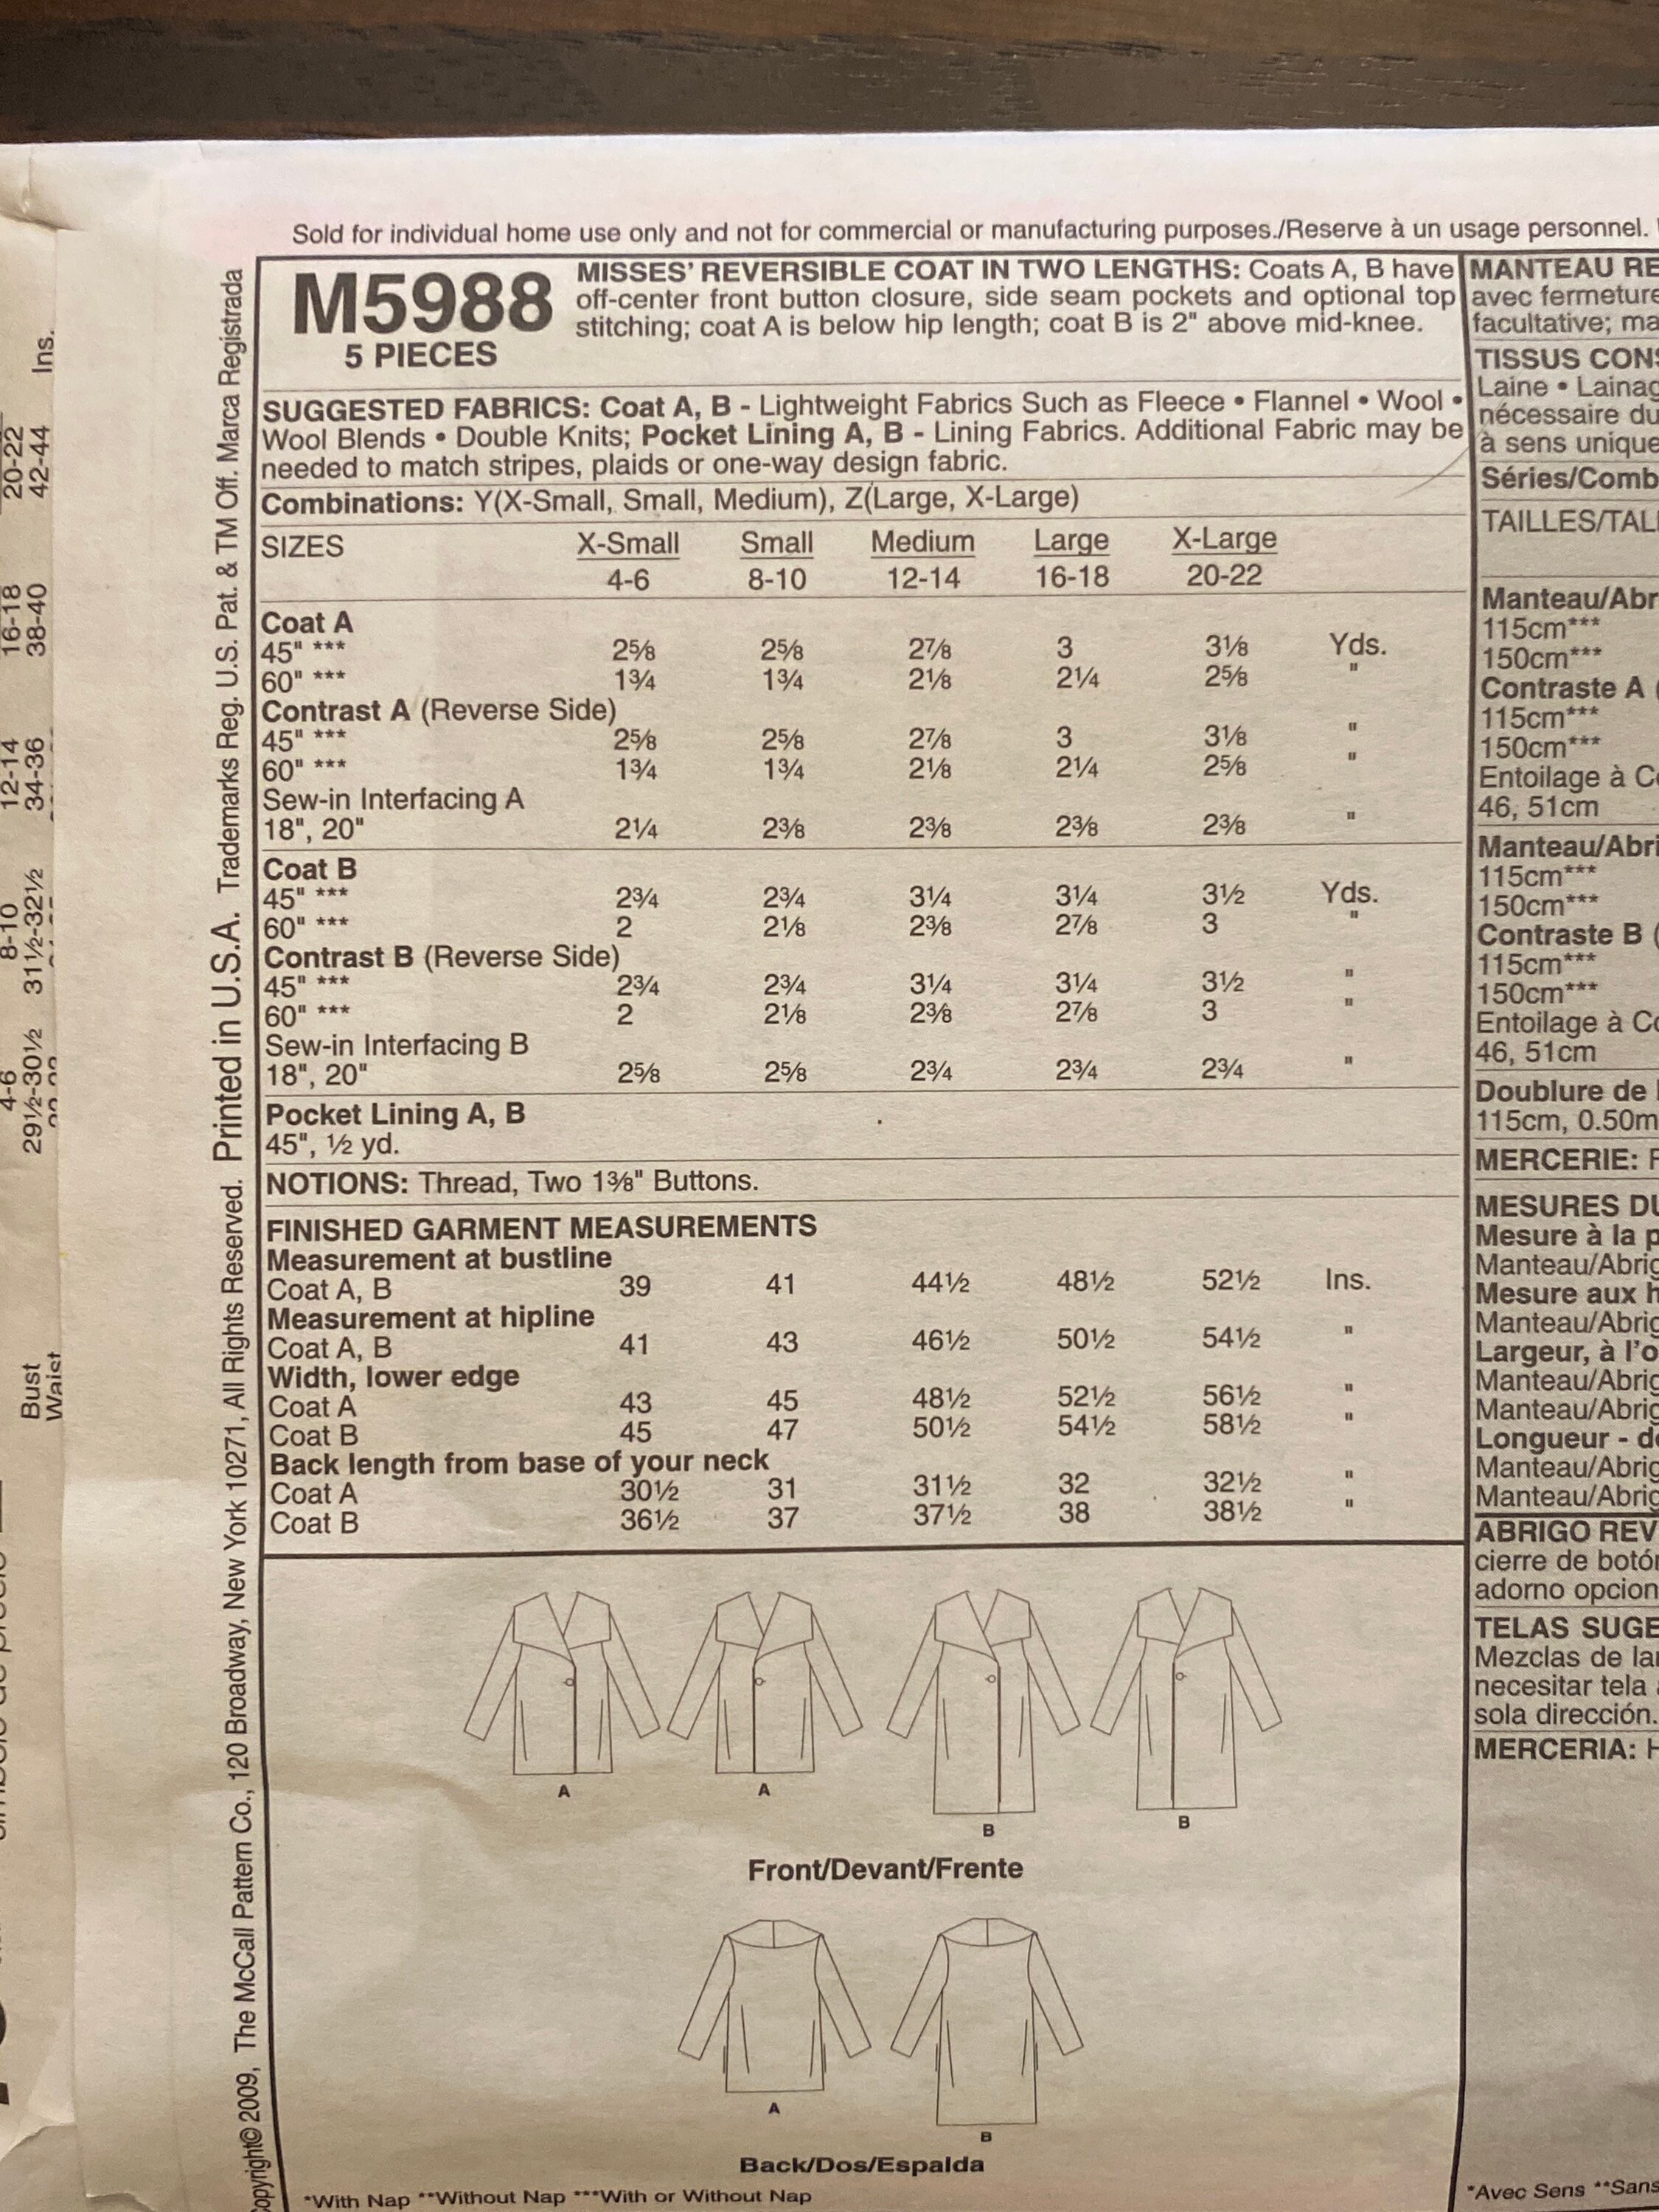 Sold for individual home use only and not for commercial or manufacturing purposes./Reserve à un usage personnel.
M5988
5 PIECES
MISSES' REVERSIBLE COAT IN TWO LENGTHS: Coats A, B have
off-center front button closure, side seam pockets and optional top
stitching; coat A is below hip length; coat B is 2" above mid-knee.
SUGGESTED FABRICS: Coat A, B - Lightweight Fabrics Such as Fleece • Flannel • Wool •
Wool Blends • Double Knits; Pocket Lining A, B - Lining Fabrics. Additional Fabric may be
needed to match stripes, plaids or one-way design fabric.
Combinations: Y(X-Small, Small, Medium), Z(Large, X-Large)
SIZES X-Small Small Medium Large X-Large
4-6 8-10 12-14 16-18 20-22
Coat A
45" *** 2⅝ 2⅝ 2⅞ 3 3⅛ Yds.
60" *** 1¾ 1¾ 2⅛ 2¼ 2⅝ "
Contrast A (Reverse Side)
45" *** 2⅝ 2⅝ 2⅞ 3 3⅛ "
60" *** 1¾ 1¾ 2⅛ 2¼ 2⅝ "
Sew-in Interfacing A
18", 20" 2¼ 2⅜ 2⅜ 2⅜ 2⅜ "
Coat B
45" *** 2¾ 2¾ 3¼ 3¼ 3½ Yds.
60" *** 2 2⅛ 2⅜ 2⅞ 3 "
Contrast B (Reverse Side)
45" *** 2¾ 2¾ 3¼ 3¼ 3½ "
60" *** 2 2⅛ 2⅜ 2⅞ 3 "
Sew-in Interfacing B
18", 20" 2⅝ 2⅝ 2¾ 2¾ 2¾ "
Pocket Lining A, B
45", ½ yd.
NOTIONS: Thread, Two 1⅜" Buttons.
FINISHED GARMENT MEASUREMENTS
Measurement at bustline
Coat A, B 39 41 44½ 48½ 52½ Ins.
Measurement at hipline
Coat A, B 41 43 46½ 50½ 54½ "
Width, lower edge
Coat A 43 45 48½ 52½ 56½ "
Coat B 45 47 50½ 54½ 58½ "
Back length from base of your neck
Coat A 30½ 31 31½ 32 32½ "
Coat B 36½ 37 37½ 38 38½ "
A A B B
Front/Devant/Frente
A B
Back/Dos/Espalda
*With Nap **Without Nap ***With or Without Nap
MANTEAU RE
avec fermeture
facultative; ma
TISSUS CONS
Laine • Lainag
nécessaire du
à sens unique
Séries/Comb
TAILLES/TAL
Manteau/Abr
115cm***
150cm***
Contraste A (
115cm***
150cm***
Entoilage à Co
46, 51cm
Manteau/Abri
115cm***
150cm***
Contraste B (
115cm***
150cm***
Entoilage à Co
46, 51cm
Doublure de
115cm, 0.50m
MERCERIE: F
MESURES DU
Mesure à la p
Manteau/Abrig
Mesure aux h
Manteau/Abrig
Largeur, à l'o
Manteau/Abrig
Manteau/Abrig
Longueur - de
Manteau/Abrig
Manteau/Abrig
ABRIGO REV
cierre de botón
adorno opcion
TELAS SUGE
Mezclas de lan
necesitar tela a
sola dirección.
MERCERIA: H
*Avec Sens **Sans
opyright© 2009, The McCall Pattern Co., 120 Broadway, New York 10271, All Rights Reserved. Printed in U.S.A. Trademarks Reg. U.S. Pat. & TM Off. Marca Registrada
4-6 8-10 12-14 16-18 20-22
Bust 29½-30½ 31½-32½ 34-36 38-40 42-44 Ins.
Waist